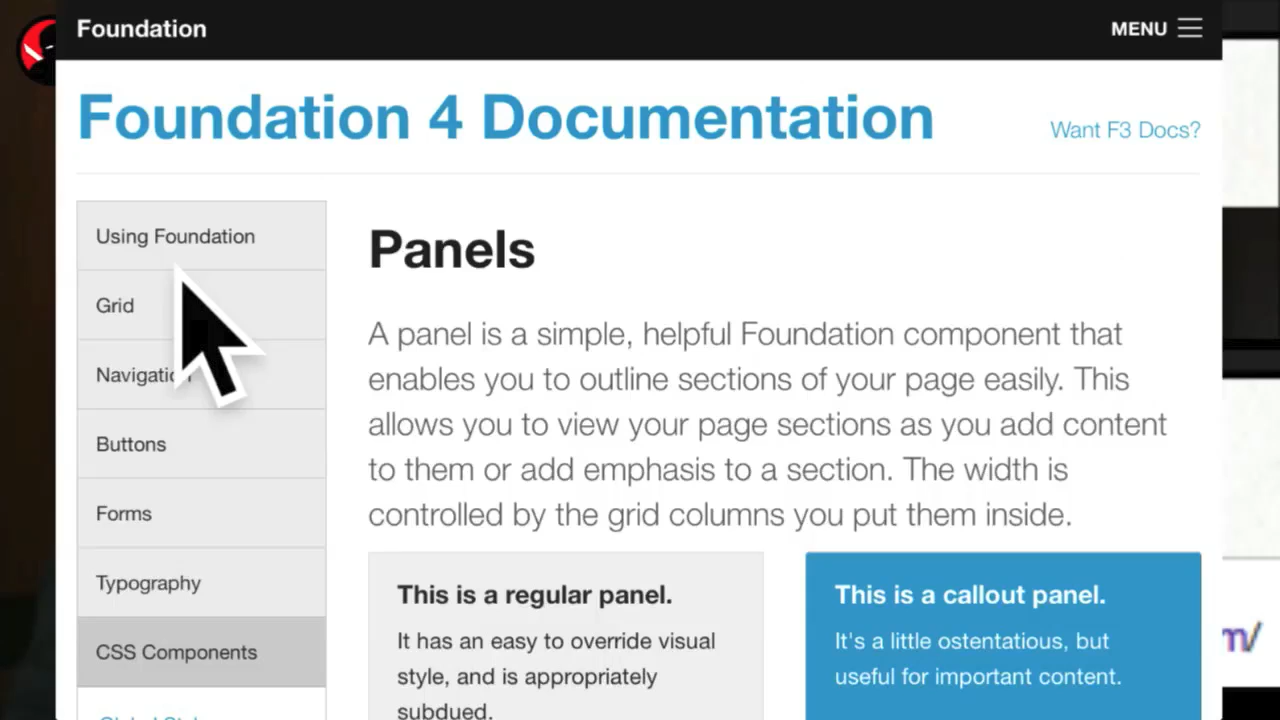 Foundation
MENU
Foundation 4 Documentation
Want F3 Docs?
Using Foundation
Grid
Navigation
Buttons
Forms
Typography
CSS Components
Panels
A panel is a simple, helpful Foundation component that
enables you to outline sections of your page easily. This
allows you to view your page sections as you add content
to them or add emphasis to a section. The width is
controlled by the grid columns you put them inside.
This is a regular panel.
It has an easy to override visual
style, and is appropriately
subdued.
This is a callout panel.
It's a little ostentatious, but
useful for important content.
m/